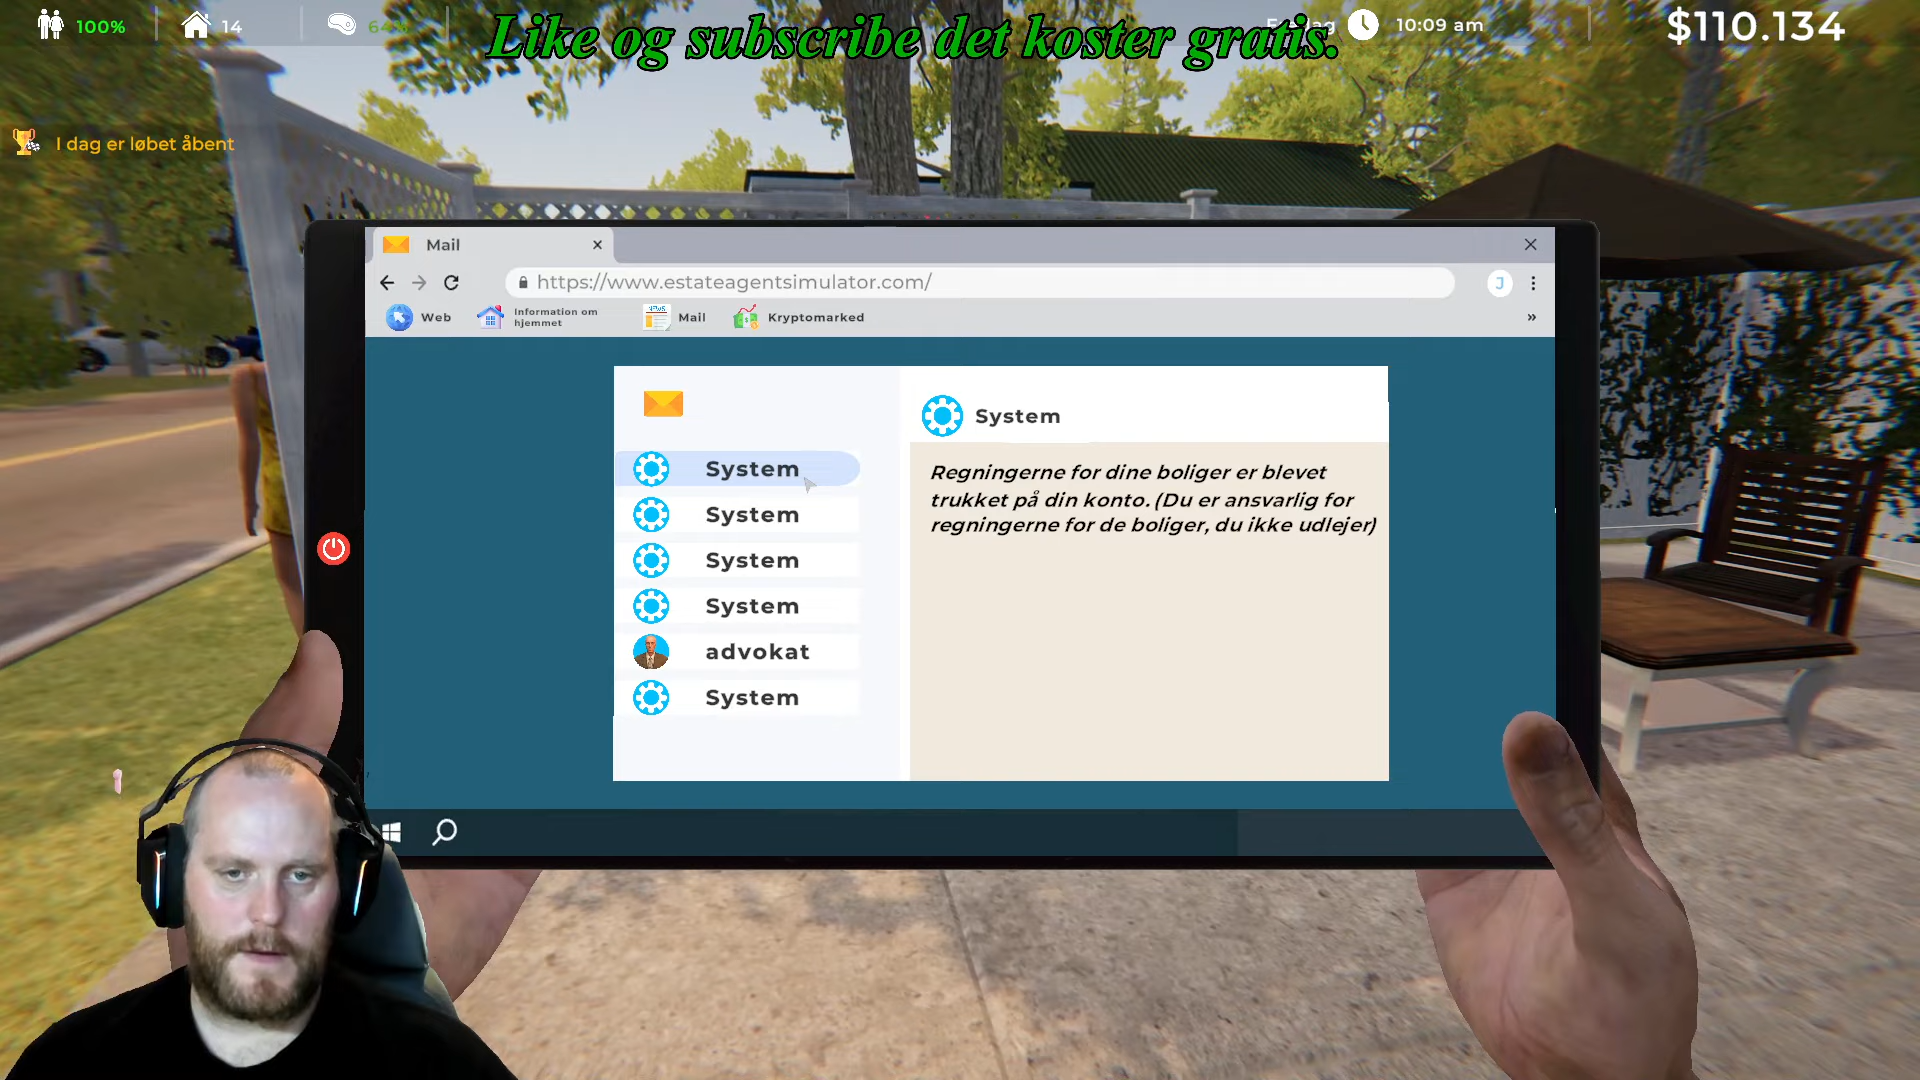 100%
14
64%
Like og subscribe det koster gratis.
10:09 am
$110.134
I dag er løbet åbent
Mail
https://www.estateagentsimulator.com/
J
Web
Information om
hjemmet
NEWS
Mail
Kryptomarked
System
System
System
System
advokat
System
System
Regningerne for dine boliger er blevet
trukket på din konto. (Du er ansvarlig for
regningerne for de boliger, du ikke udlejer)